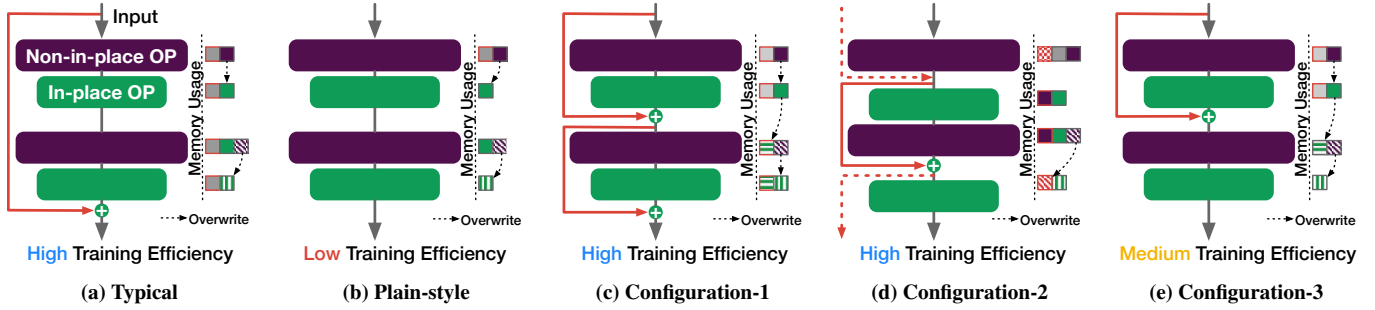 Input
Non-in-place OP
In-place OP
Memory Usage
Overwrite
High Training Efficiency
(a) Typical
Memory Usage
Overwrite
Low Training Efficiency
(b) Plain-style
Memory Usage
Overwrite
High Training Efficiency
(c) Configuration-1
Memory Usage
Overwrite
High Training Efficiency
(d) Configuration-2
Memory Usage
Overwrite
Medium Training Efficiency
(e) Configuration-3